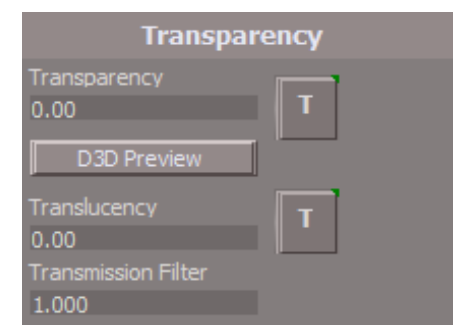 Transparency
Transparency
0.00
T
D3D Preview
Translucency
0.00
T
Transmission Filter
1.000